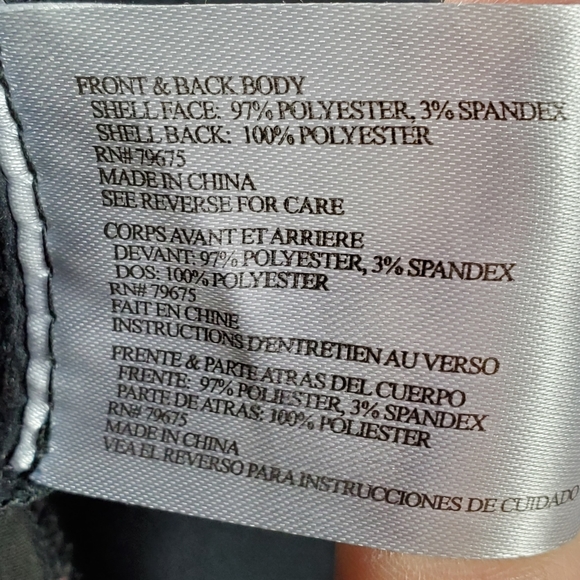 FRONT & BACK BODY
SHELL FACE: 97% POLYESTER, 3% SPANDEX
SHELL BACK: 100% POLYESTER
RN# 79675
MADE IN CHINA
SEE REVERSE FOR CARE
CORPS AVANT ET ARRIERE
DEVANT: 97% POLYESTER, 3% SPANDEX
DOS: 100% POLYESTER
RN# 79675
FAIT EN CHINE
INSTRUCTIONS D'ENTRETIEN AU VERSO
FRENTE & PARTE ATRAS DEL CUERPO
FRENTE: 97% POLIESTER, 3% SPANDEX
PARTE DE ATRAS: 100% POLIESTER
RN# 79675
MADE IN CHINA
VEA EL REVERSO PARA INSTRUCCIONES DE CUIDADO